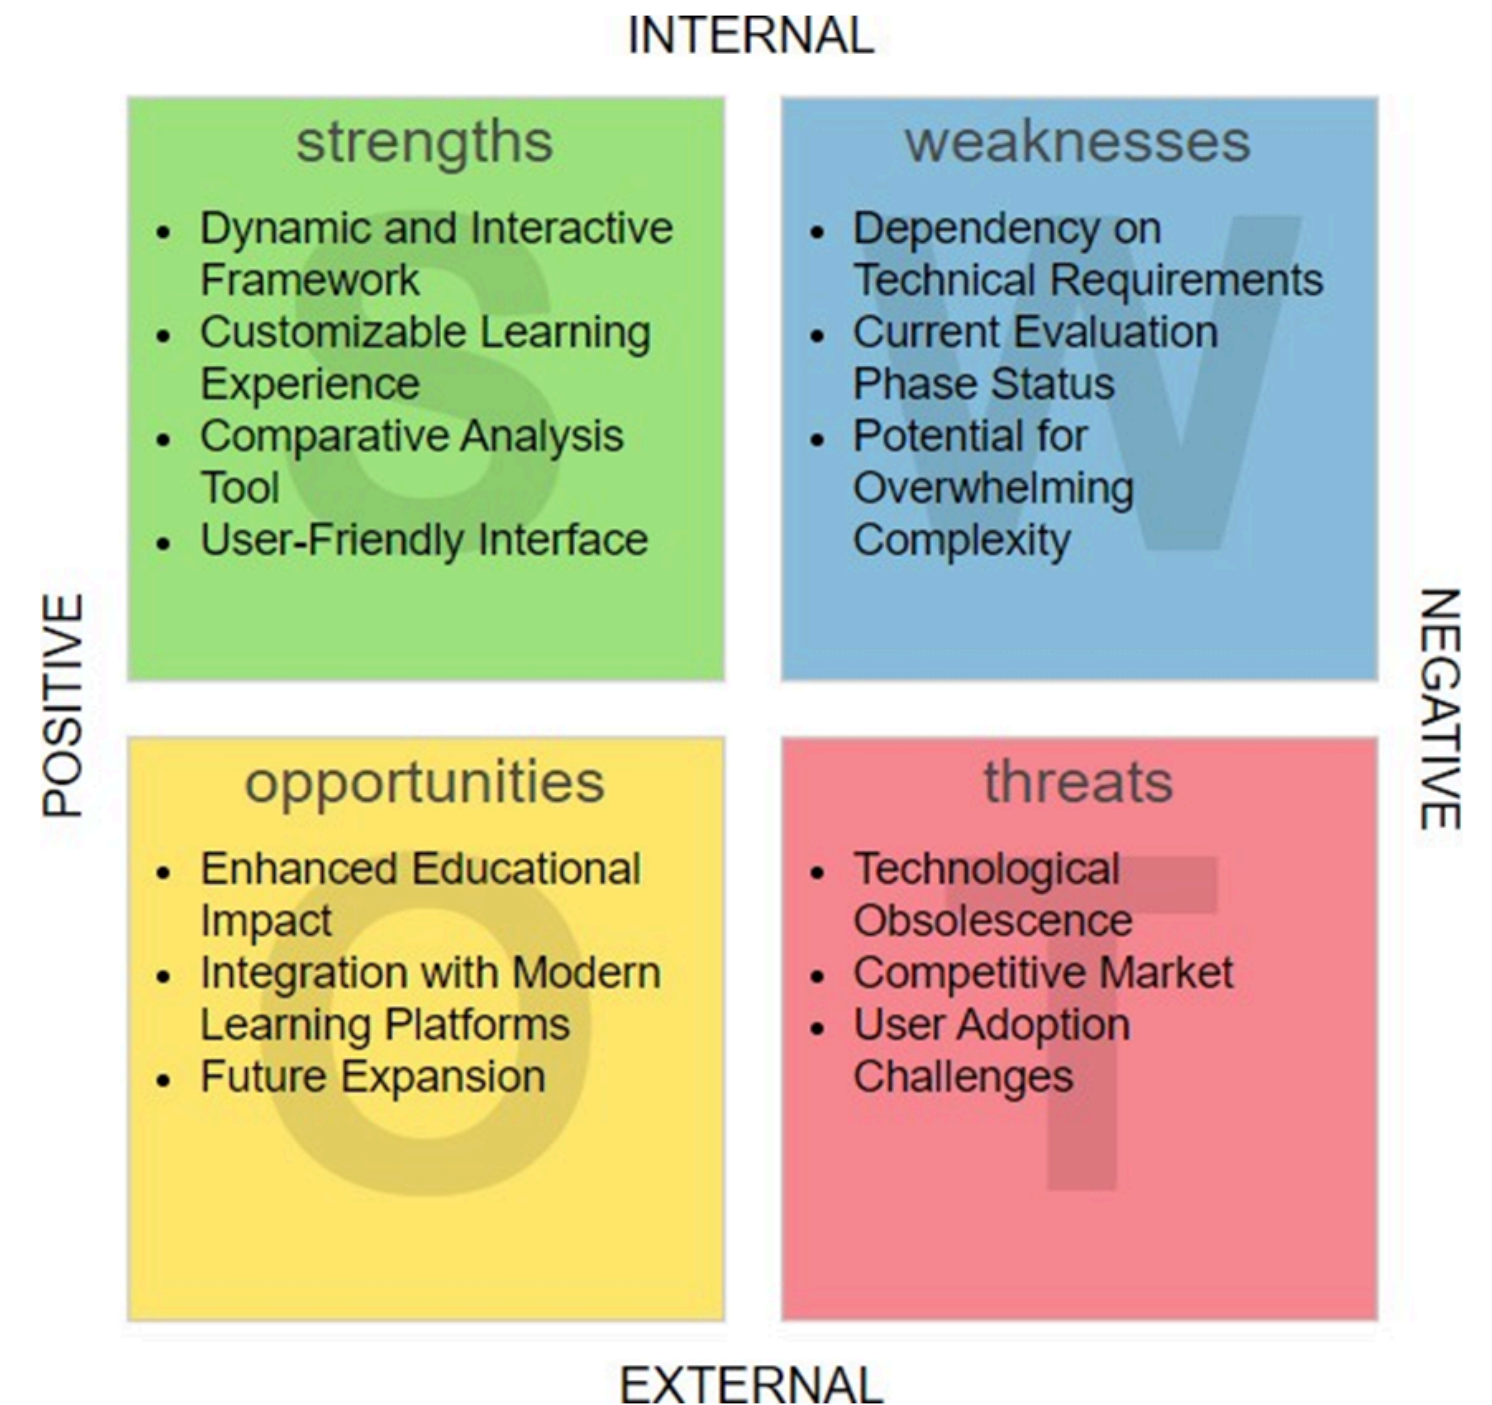 INTERNAL
strengths
• Dynamic and Interactive
Framework
• Customizable Learning
Experience
• Comparative Analysis
Tool
• User-Friendly Interface
S
weaknesses
• Dependency on
Technical Requirements
• Current Evaluation
Phase Status
• Potential for
Overwhelming
Complexity
W
POSITIVE
NEGATIVE
opportunities
• Enhanced Educational
Impact
• Integration with Modern
Learning Platforms
• Future Expansion
O
threats
• Technological
Obsolescence
• Competitive Market
• User Adoption
Challenges
T
EXTERNAL